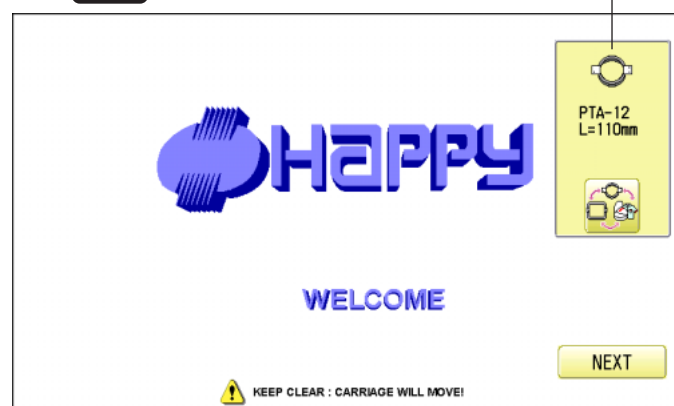 HAPPY
PTA-12
L=110mm
WELCOME
NEXT
KEEP CLEAR : CARRIAGE WILL MOVE!